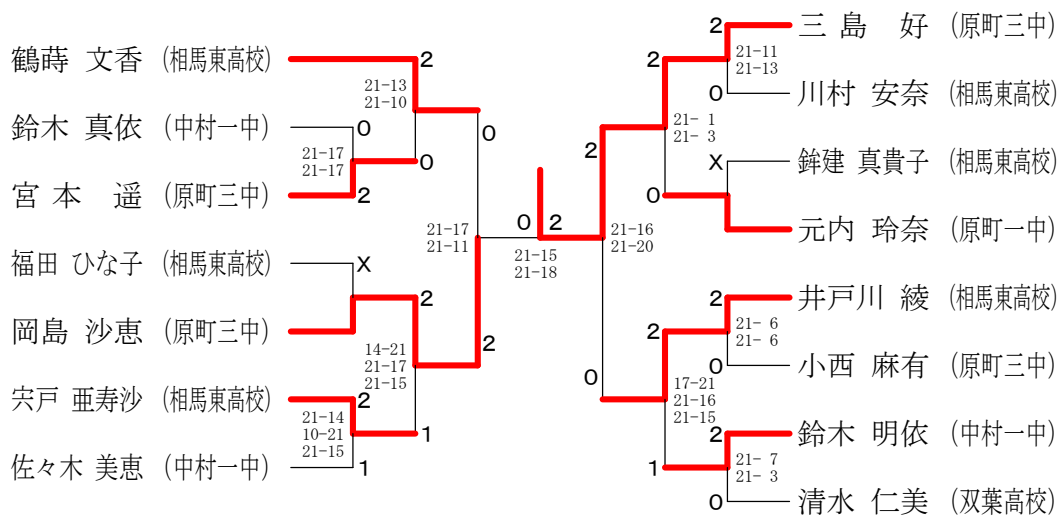 鶴蒔 文香 (相馬東高校)
鈴木 真依 (中村一中)
宮 本 遥 (原町三中)
福田 ひな子 (相馬東高校)
岡島 沙恵 (原町三中)
宍戸 亜寿沙 (相馬東高校)
佐々木 美恵 (中村一中)
2
21-13
21-10
0
21-17
21-17
2
0
X
2
14-21
21-17
21-15
2
21-14
10-21
21-15
1
1
0
21-17
21-11
2
0 2
21-15
21-18
2
21-16
21-20
0
2
21- 1
21- 3
0
2
17-21
21-16
21-15
1
2
21-11
21-13
0
X
2
21- 6
21- 6
0
2
21- 7
21- 3
0
三 島 好 (原町三中)
川村 安奈 (相馬東高校)
鉾建 真貴子 (相馬東高校)
元内 玲奈 (原町一中)
井戸川 綾 (相馬東高校)
小西 麻有 (原町三中)
鈴木 明依 (中村一中)
清水 仁美 (双葉高校)